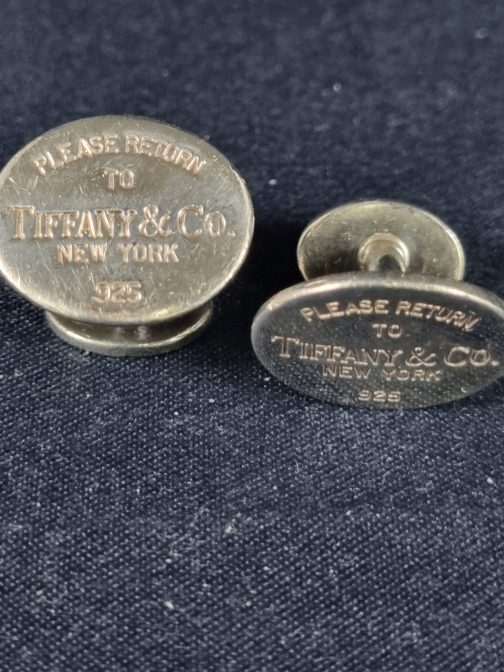 PLEASE RETURN
TO
TIFFANY & CO.
NEW YORK
925
PLEASE RETURN
TO
TIFFANY & CO.
NEW YORK
925